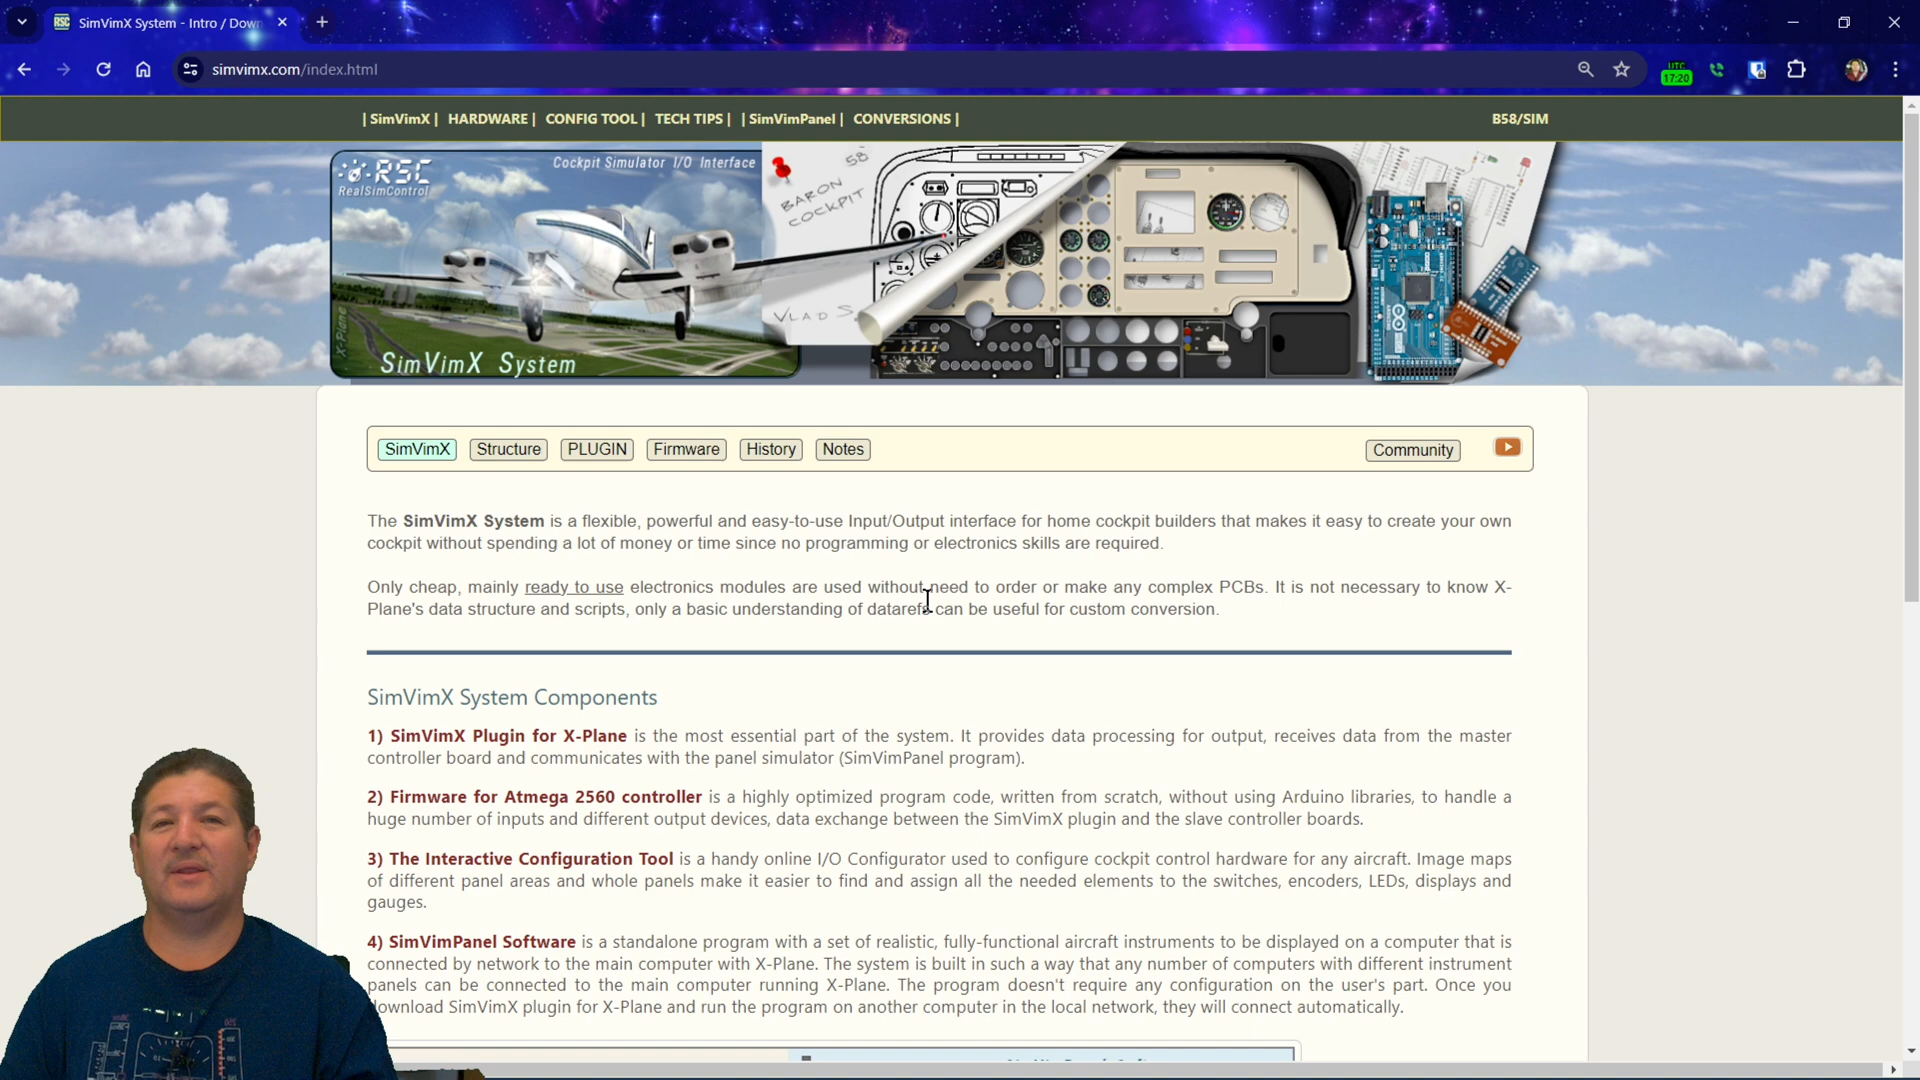 SimVimX System - Intro / Dow
simvimx.com/index.html
UTC
17:20
| SimVimX | HARDWARE | CONFIG TOOL | TECH TIPS | | SimVimPanel | CONVERSIONS |
B58/SIM
RSC
RealSimControl
Cockpit Simulator I/O Interface
BARON 58
COCKPIT
VLAD S.
X-Plane
SimVimX System
SimVimX Structure PLUGIN Firmware History Notes Community
The SimVimX System is a flexible, powerful and easy-to-use Input/Output interface for home cockpit builders that makes it easy to create your own
cockpit without spending a lot of money or time since no programming or electronics skills are required.
Only cheap, mainly ready to use electronics modules are used without need to order or make any complex PCBs. It is not necessary to know X-
Plane's data structure and scripts, only a basic understanding of datarefs can be useful for custom conversion.
SimVimX System Components
1) SimVimX Plugin for X-Plane is the most essential part of the system. It provides data processing for output, receives data from the master
controller board and communicates with the panel simulator (SimVimPanel program).
2) Firmware for Atmega 2560 controller is a highly optimized program code, written from scratch, without using Arduino libraries, to handle a
huge number of inputs and different output devices, data exchange between the SimVimX plugin and the slave controller boards.
3) The Interactive Configuration Tool is a handy online I/O Configurator used to configure cockpit control hardware for any aircraft. Image maps
of different panel areas and whole panels make it easier to find and assign all the needed elements to the switches, encoders, LEDs, displays and
gauges.
4) SimVimPanel Software is a standalone program with a set of realistic, fully-functional aircraft instruments to be displayed on a computer that is
connected by network to the main computer with X-Plane. The system is built in such a way that any number of computers with different instrument
panels can be connected to the main computer running X-Plane. The program doesn't require any configuration on the user's part. Once you
download SimVimX plugin for X-Plane and run the program on another computer in the local network, they will connect automatically.